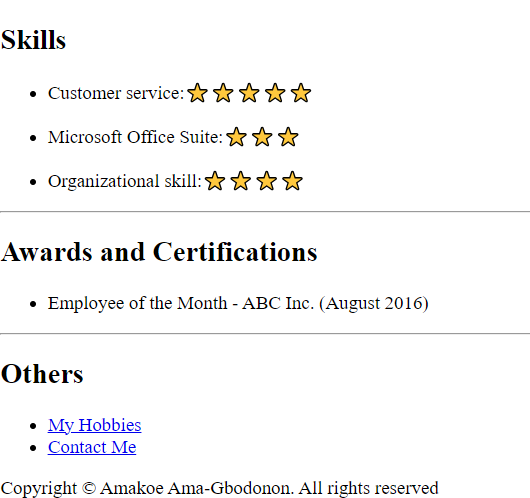 Skills
Customer service: ⭐ ⭐ ⭐ ⭐ ⭐
Microsoft Office Suite: ⭐ ⭐ ⭐
Organizational skill: ⭐ ⭐ ⭐ ⭐
Awards and Certifications
Employee of the Month - ABC Inc. (August 2016)
Others
My Hobbies
Contact Me
Copyright © Amakoe Ama-Gbodonon. All rights reserved